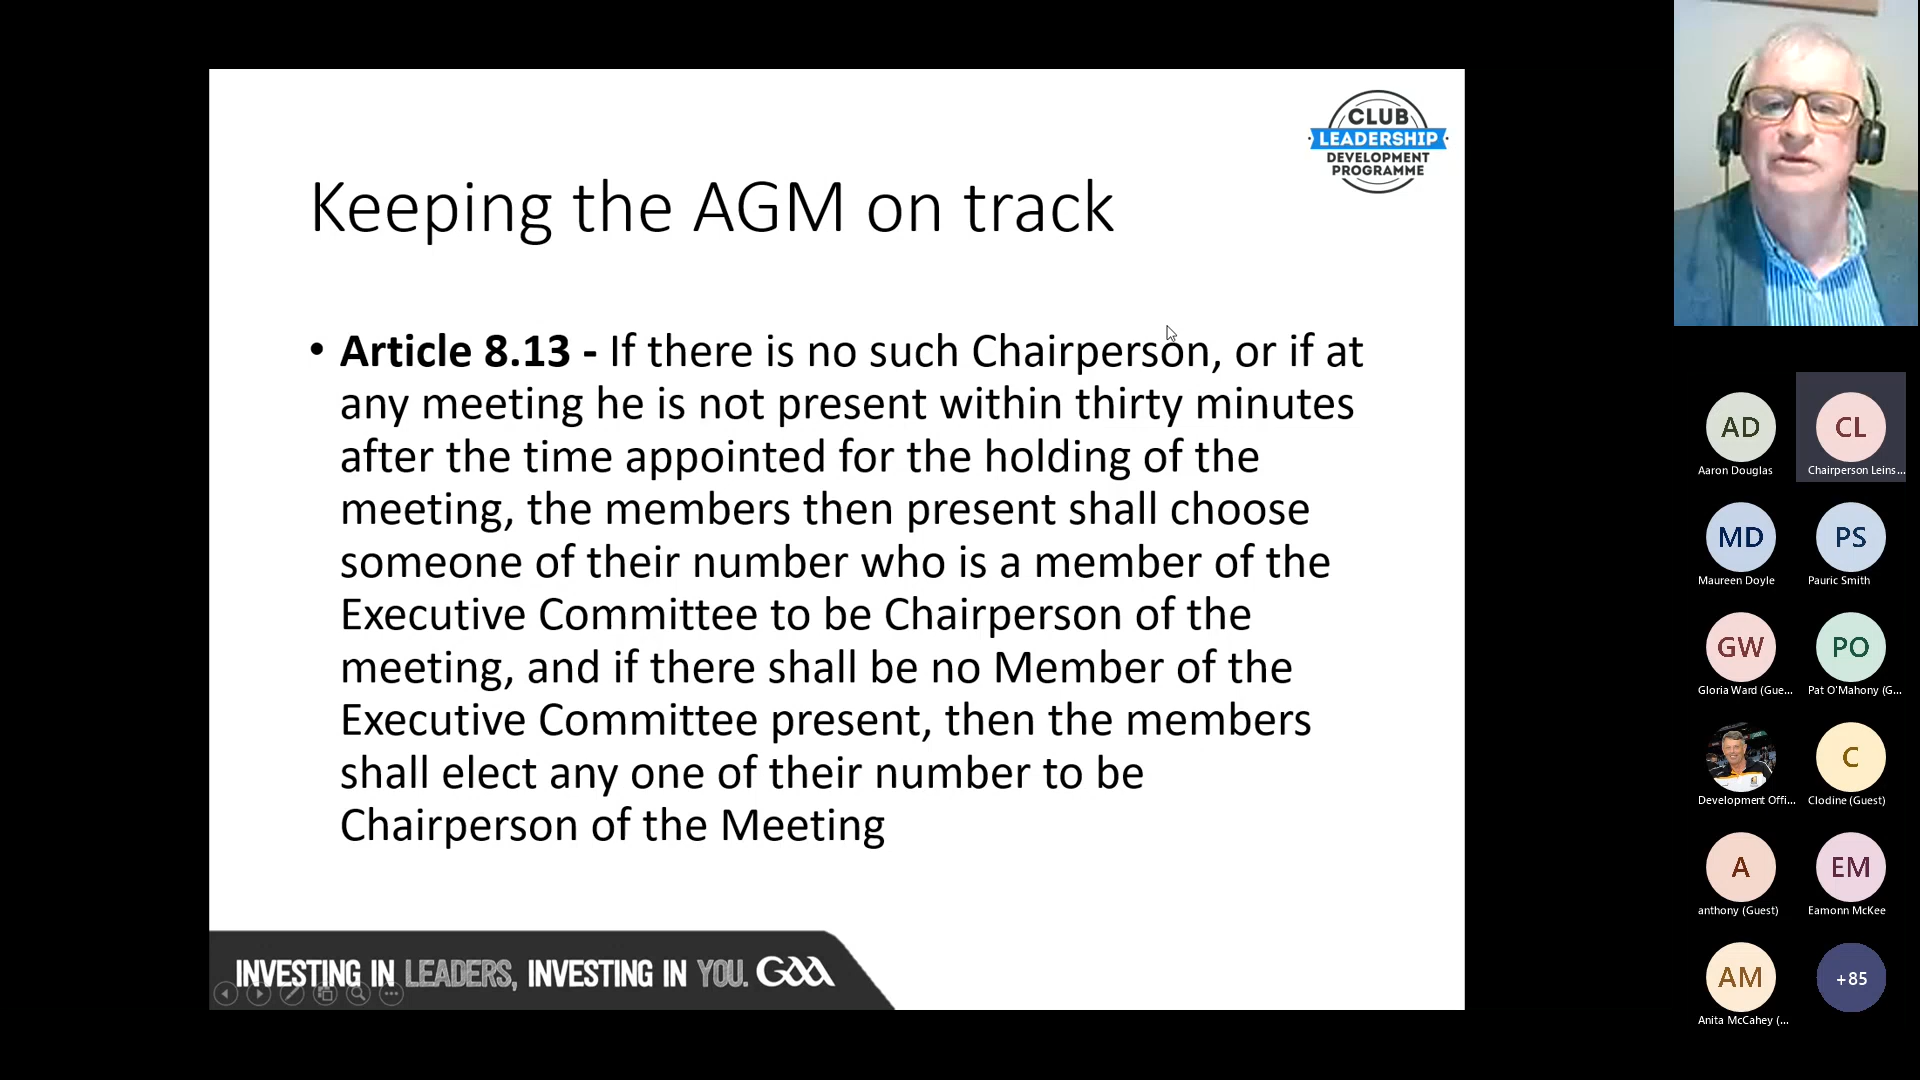 CLUB
LEADERSHIP
DEVELOPMENT
PROGRAMME
Keeping the AGM on track
• Article 8.13 - If there is no such Chairperson, or if at
any meeting he is not present within thirty minutes
after the time appointed for the holding of the
meeting, the members then present shall choose
someone of their number who is a member of the
Executive Committee to be Chairperson of the
meeting, and if there shall be no Member of the
Executive Committee present, then the members
shall elect any one of their number to be
Chairperson of the Meeting
INVESTING IN LEADERS, INVESTING IN YOU. GAA
AD
Aaron Douglas
CL
Chairperson Leins...
MD
Maureen Doyle
PS
Pauric Smith
GW
Gloria Ward (Gue...
PO
Pat O'Mahony (G...
Development Offi...
C
Clodine (Guest)
A
anthony (Guest)
EM
Eamonn McKee
AM
Anita McCahey (...
+85